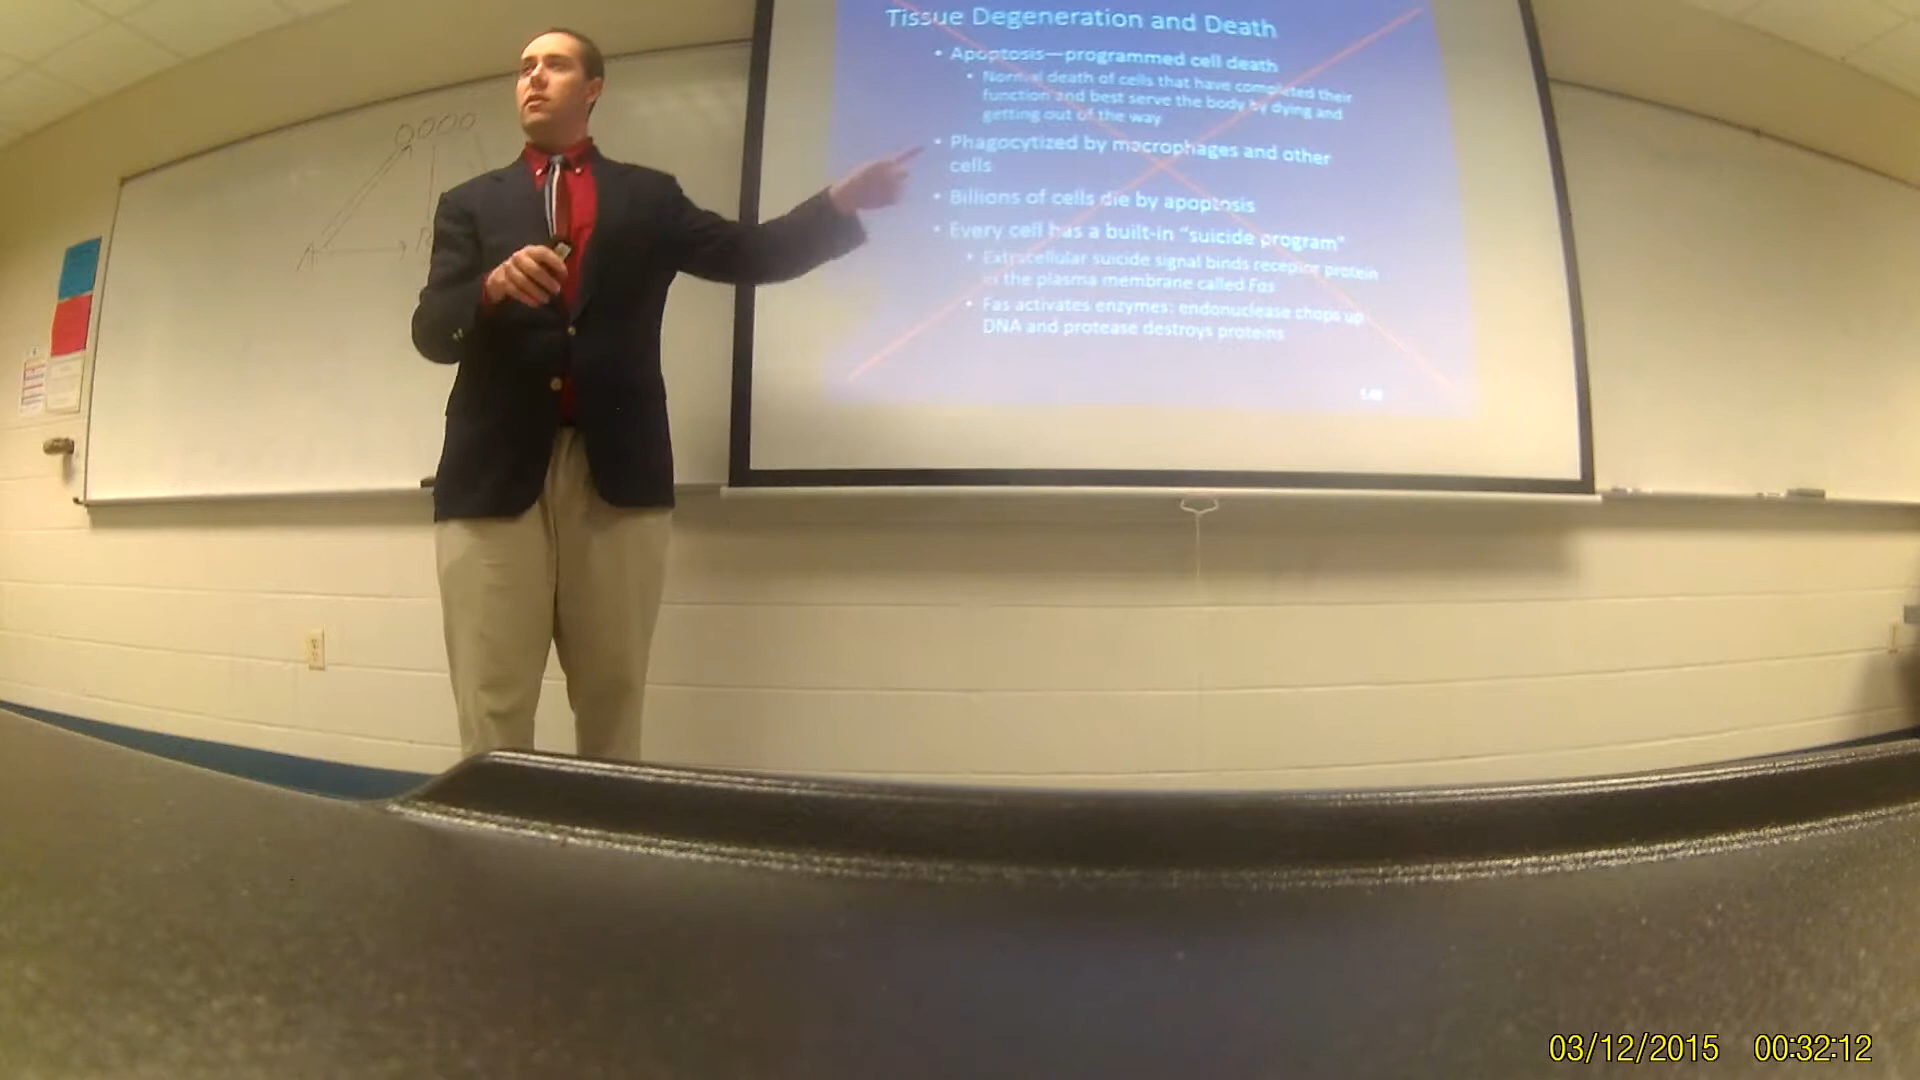 Tissue Degeneration and Death
• Apoptosis—programmed cell death
• Normal death of cells that have completed their
function and best serve the body by dying and
getting out of the way
• Phagocytized by macrophages and other
cells
• Billions of cells die by apoptosis
• Every cell has a built-in "suicide program"
• Extracellular suicide signal binds receptor protein
in the plasma membrane called Fas
• Fas activates enzymes: endonuclease chops up
DNA and protease destroys proteins
03/12/2015 00:32:12